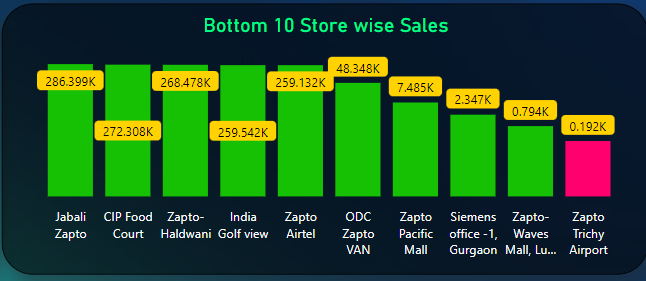 Bottom 10 Store wise Sales
286.399K
272.308K
268.478K
259.542K
259.132K
48.348K
7.485K
2.347K
0.794K
0.192K
Jabali
Zapto
CIP Food
Court
Zapto-
Haldwani
India
Golf view
Zapto
Airtel
ODC
Zapto
VAN
Zapto
Pacific
Mall
Siemens
office -1,
Gurgaon
Zapto-
Waves
Mall, Lu...
Zapto
Trichy
Airport